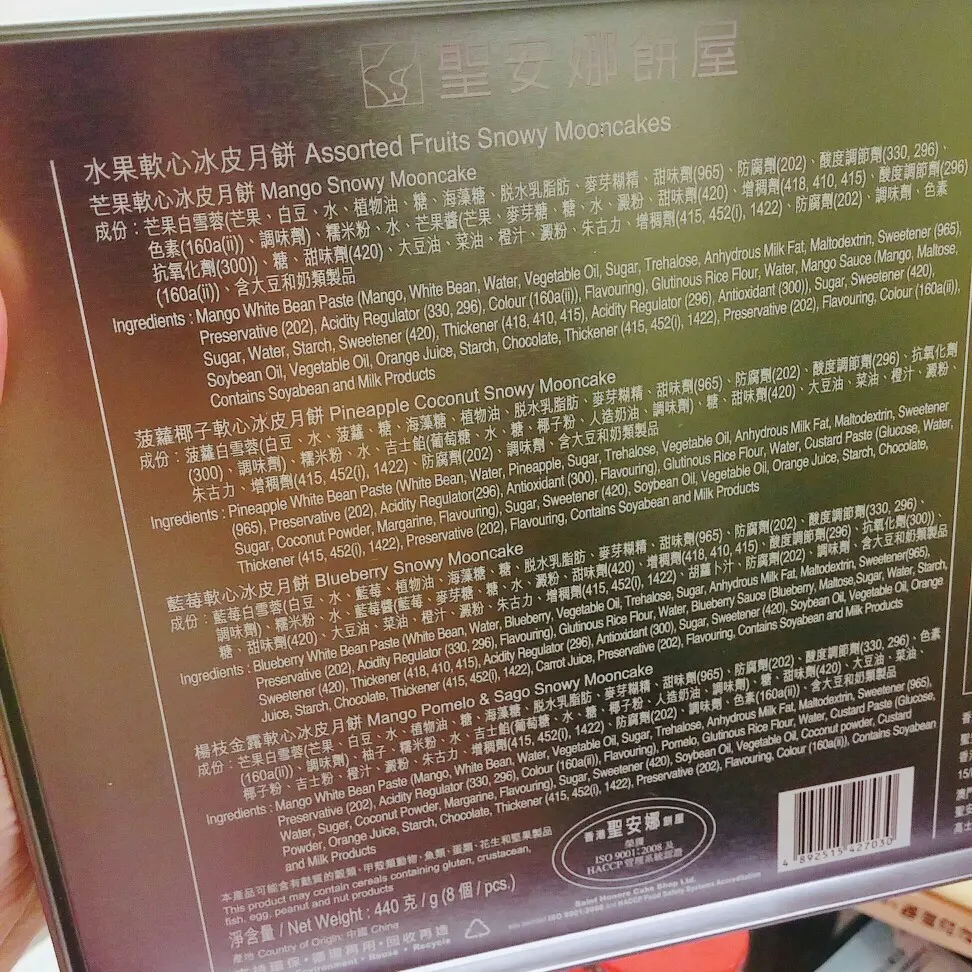 聖安娜餅屋
水果軟心冰皮月餅 Assorted Fruits Snowy Mooncakes
芒果軟心冰皮月餅 Mango Snowy Mooncake
成份：芒果白雪蓉(芒果、白豆、水、植物油、糖、海藻糖、脱水乳脂肪、麥芽糊精、甜味劑(965)、防腐劑(202)、酸度調節劑(330, 296)、
色素(160a(ii))、調味劑)、糯米粉、水、芒果醬(芒果、麥芽糖、糖、水、澱粉、甜味劑(420)、增稠劑(418, 410, 415)、酸度調節劑(296)、
抗氧化劑(300))、糖、甜味劑(420)、大豆油、菜油、橙汁、澱粉、朱古力、增稠劑(415, 452(i), 1422)、防腐劑(202)、調味劑、色素
(160a(ii))、含大豆和奶類製品
Ingredients : Mango White Bean Paste (Mango, White Bean, Water, Vegetable Oil, Sugar, Trehalose, Anhydrous Milk Fat, Maltodextrin, Sweetener (965),
Preservative (202), Acidity Regulator (330, 296), Colour (160a(ii)), Flavouring), Glutinous Rice Flour, Water, Mango Sauce (Mango, Maltose,
Sugar, Water, Starch, Sweetener (420), Thickener (418, 410, 415), Acidity Regulator (296), Antioxidant (300)), Sugar, Sweetener (420),
Soybean Oil, Vegetable Oil, Orange Juice, Starch, Chocolate, Thickener (415, 452(i), 1422), Preservative (202), Flavouring, Colour (160a(ii)),
Contains Soyabean and Milk Products
菠蘿椰子軟心冰皮月餅 Pineapple Coconut Snowy Mooncake
成份：菠蘿白雪蓉(白豆、水、菠蘿、糖、海藻糖、植物油、脱水乳脂肪、麥芽糊精、甜味劑(965)、防腐劑(202)、酸度調節劑(296)、抗氧化劑
(300)、調味劑)、糯米粉、水、吉士餡(葡萄糖、水、糖、椰子粉、人造奶油、調味劑)、糖、甜味劑(420)、大豆油、菜油、橙汁、澱粉、
朱古力、增稠劑(415, 452(i), 1422)、防腐劑(202)、調味劑、含大豆和奶類製品
Ingredients : Pineapple White Bean Paste (White Bean, Water, Pineapple, Sugar, Trehalose, Vegetable Oil, Anhydrous Milk Fat, Maltodextrin, Sweetener
(965), Preservative (202), Acidity Regulator(296), Antioxidant (300), Flavouring), Glutinous Rice Flour, Water, Custard Paste (Glucose, Water,
Sugar, Coconut Powder, Margarine, Flavouring), Sugar, Sweetener (420), Soybean Oil, Vegetable Oil, Orange Juice, Starch, Chocolate,
Thickener (415, 452(i), 1422), Preservative (202), Flavouring, Contains Soyabean and Milk Products
藍莓軟心冰皮月餅 Blueberry Snowy Mooncake
成份：藍莓白雪蓉(白豆、水、藍莓、植物油、海藻糖、糖、脱水乳脂肪、麥芽糊精、甜味劑(965)、防腐劑(202)、酸度調節劑(330, 296)、
調味劑)、糯米粉、水、藍莓醬(藍莓、麥芽糖、糖、水、澱粉、甜味劑(420)、增稠劑(418, 410, 415)、酸度調節劑(296)、抗氧化劑(300))、
糖、甜味劑(420)、大豆油、菜油、橙汁、澱粉、朱古力、增稠劑(415, 452(i), 1422)、胡蘿蔔汁、防腐劑(202)、調味劑、含大豆和奶類製品
Ingredients : Blueberry White Bean Paste (White Bean, Water, Blueberry, Vegetable Oil, Trehalose, Sugar, Anhydrous Milk Fat, Maltodextrin, Sweetener(965),
Preservative (202), Acidity Regulator (330, 296), Flavouring), Glutinous Rice Flour, Water, Blueberry Sauce (Blueberry, Maltose,Sugar, Water, Starch,
Sweetener (420), Thickener (418, 410, 415), Acidity Regulator (296), Antioxidant (300), Sugar, Sweetener (420), Soybean Oil, Vegetable Oil, Orange
Juice, Starch, Chocolate, Thickener (415, 452(i), 1422), Carrot Juice, Preservative (202), Flavouring, Contains Soyabean and Milk Products
楊枝金露軟心冰皮月餅 Mango Pomelo & Sago Snowy Mooncake
成份：芒果白雪蓉(芒果、白豆、水、植物油、糖、海藻糖、脱水乳脂肪、麥芽糊精、甜味劑(965)、防腐劑(202)、酸度調節劑(330, 296)、色素
(160a(ii))、調味劑)、柚子、糯米粉、水、吉士餡(葡萄糖、水、糖、椰子粉、人造奶油、調味劑)、糖、甜味劑(420)、大豆油、菜油、
椰子粉、吉士粉、橙汁、澱粉、朱古力、增稠劑(415, 452(i), 1422)、防腐劑(202)、調味劑、色素(160a(ii))、含大豆和奶類製品
Ingredients : Mango White Bean Paste (Mango, White Bean, Water, Vegetable Oil, Sugar, Trehalose, Anhydrous Milk Fat, Maltodextrin, Sweetener (965),
Preservative (202), Acidity Regulator (330, 296), Colour (160a(ii)), Flavouring), Pomelo, Glutinous Rice Flour, Water, Custard Paste (Glucose,
Water, Suger, Coconut Powder, Margarine, Flavouring), Sugar, Sweetener (420), Soybean Oil, Vegetable Oil, Coconut powder, Custard
Powder, Orange Juice, Starch, Chocolate, Thickener (415, 452(i), 1422), Preservative (202), Flavouring, Colour (160a(ii)), Contains Soyabean
and Milk Products
本產品可能含有麩質的穀類、甲殼類動物、魚類、蛋類、花生和堅果製品
This product may contain cereals containing gluten, crustacean,
fish, egg, peanut and nut products
淨含量 / Net Weight : 440 克 / g (8 個 / pcs.)
產地 Country of Origin: 中國 China
香港聖安娜餅屋
榮獲
ISO 9001：2008 及
HACCP 管理系統認證
Saint Honore Cake Shop Ltd.
ISO 9001:2008 and HACCP Food Safety Systems Accreditation
4 892515 427030